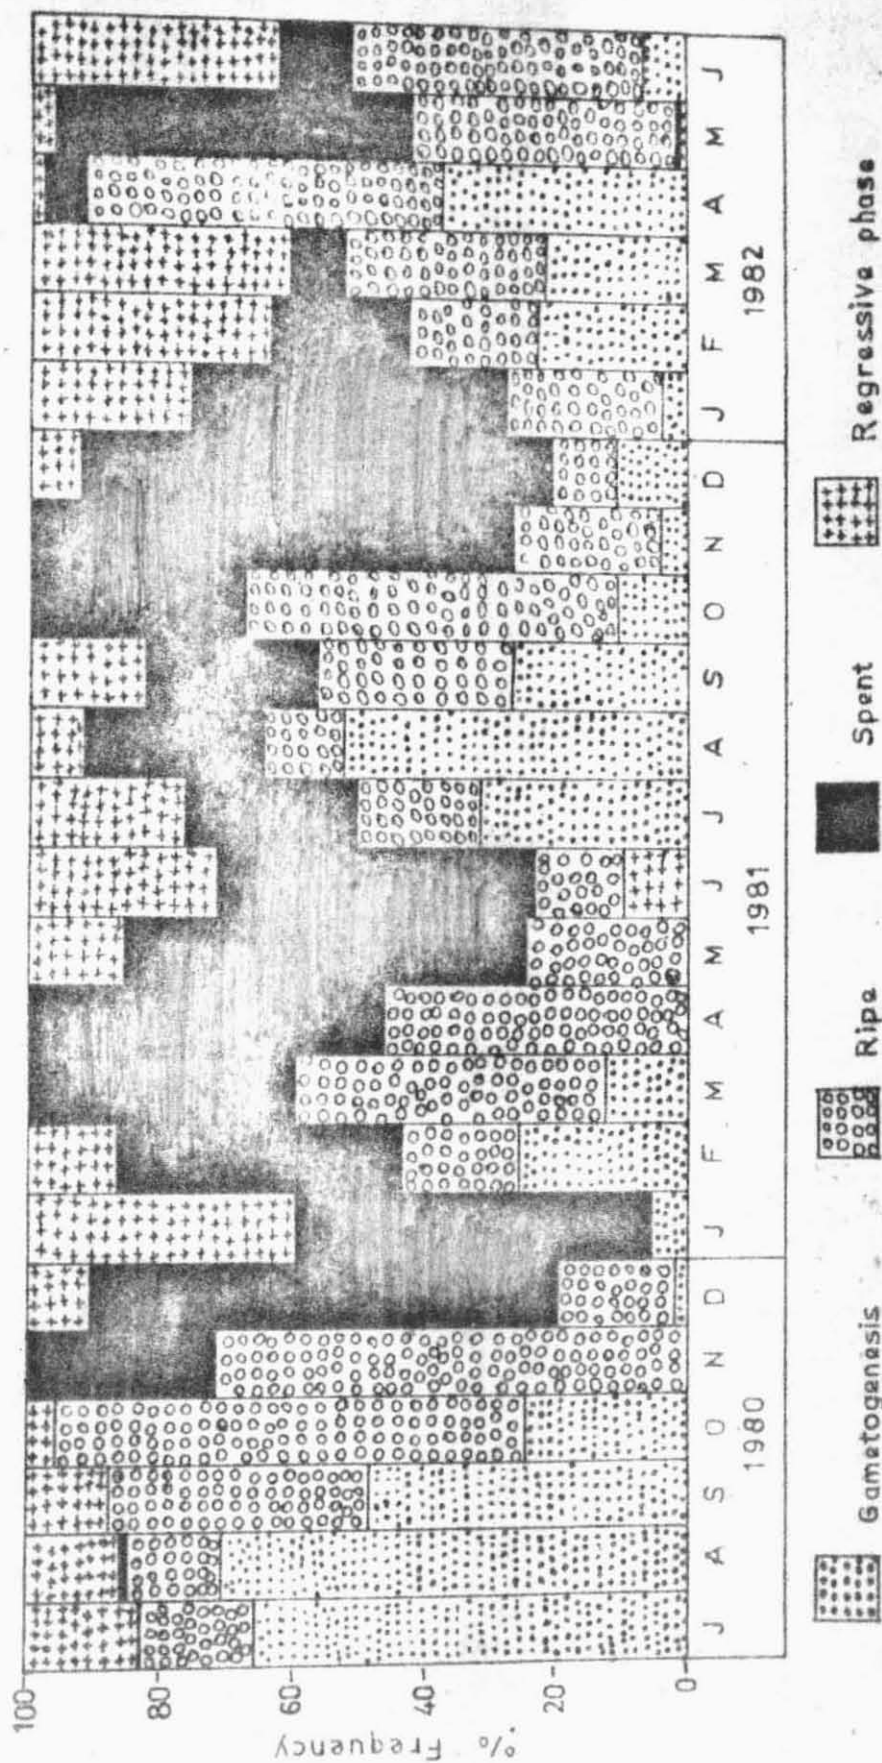 % Frequency
100
80
60
40
20
0
J A S O N D J F M A M J J A S O N D J F M A M J
1980 1981 1982
Gametogenesis Ripe Spent Regressive phase